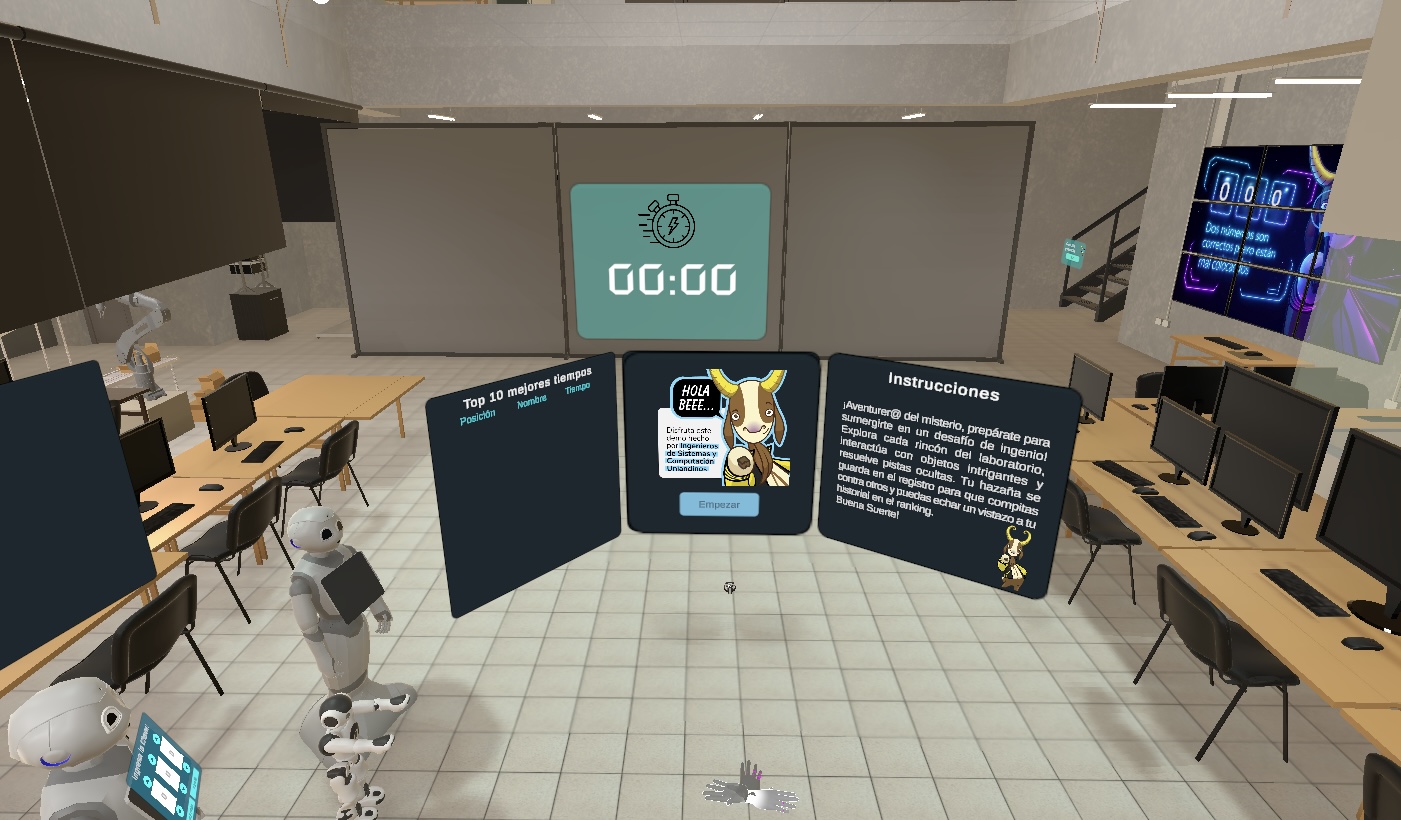 00:00
Top 10 mejores tiempos
Posición Nombre Tiempo
HOLA
BEEE...
Disfruta este
demo hecho
por Ingenieros
de Sistemas y
Computación
Uniandinos
Empezar
Instrucciones
¡Aventurer@ del misterio, prepárate para
sumergirte en un desafío de ingenio!
Explora cada rincón del laboratorio,
interactúa con objetos intrigantes y
resuelve pistas ocultas. Tu hazaña se
guarda en el registro para que compitas
contra otros y puedas echar un vistazo a tu
historial en el ranking.
Buena Suerte!
0 0 0
Dos números son
correctos pero están
mal colocados